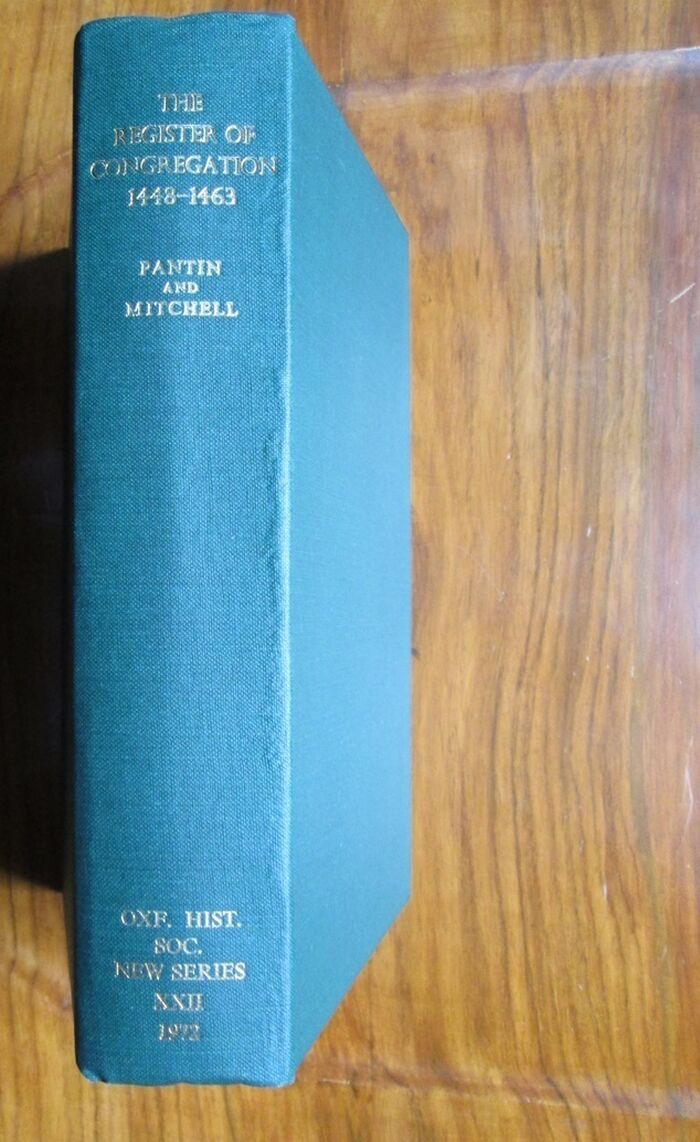 THE
REGISTER OF
CONGREGATION
1448-1463
PANTIN
AND
MITCHELL
OXF. HIST.
SOC.
NEW SERIES
XXII
1972